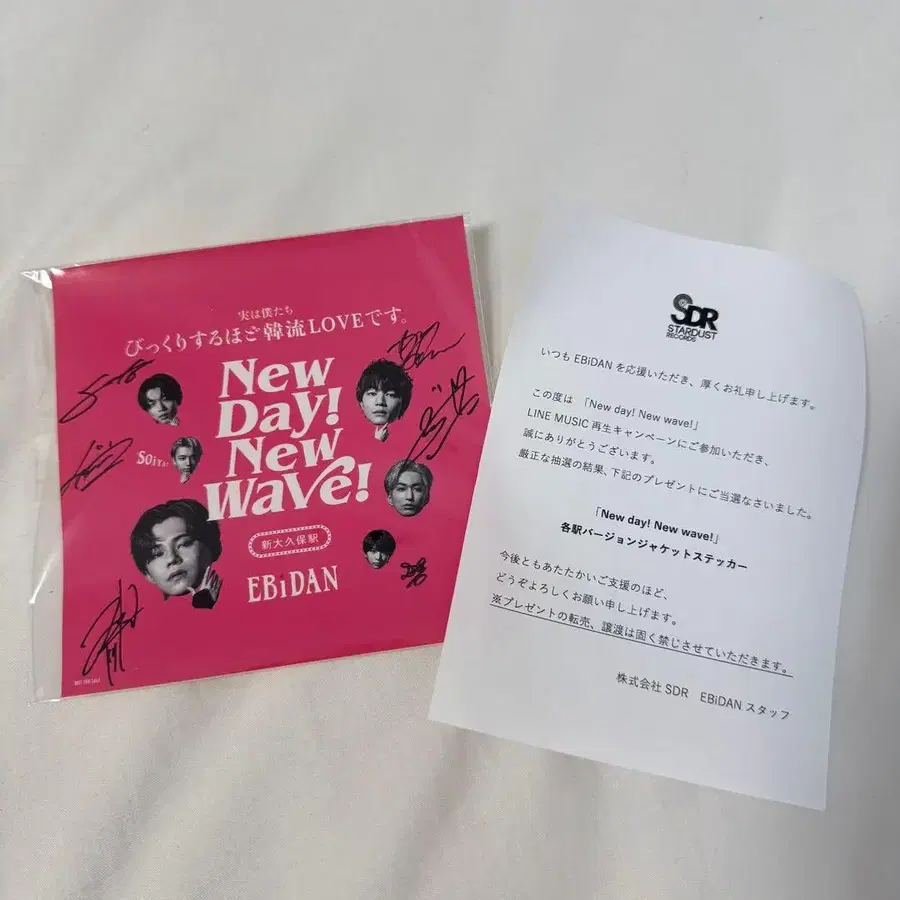 実は僕たち
びっくりするほど韓流LOVEです。
New
Day!
New
Wave!
SOiYA!
新大久保駅
EBiDAN
NOT FOR SALE
SDR
STARDUST
RECORDS
いつも EBiDAN を応援いただき、厚くお礼申し上げます。
この度は 「New day! New wave!」
LINE MUSIC 再生キャンペーンにご参加いただき、
誠にありがとうございます。
厳正な抽選の結果、下記のプレゼントにご当選なさいました。
「New day! New wave!」
各駅バージョンジャケットステッカー
今後ともあたたかいご支援のほど、
どうぞよろしくお願い申し上げます。
※プレゼントの転売、譲渡は固く禁じさせていただきます。
株式会社 SDR EBiDAN スタッフ